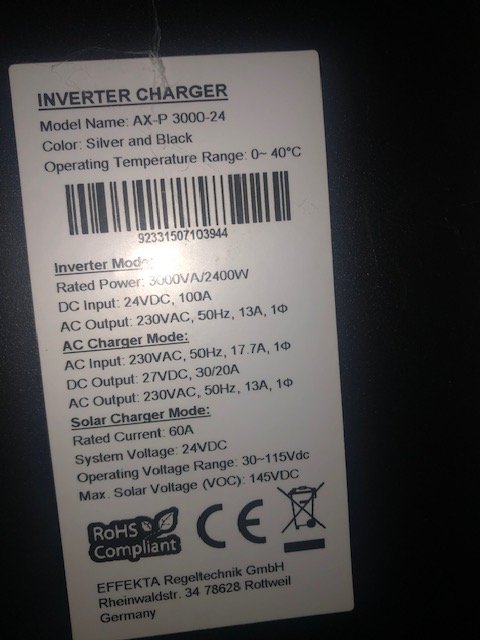 INVERTER CHARGER
Model Name: AX-P 3000-24
Color: Silver and Black
Operating Temperature Range: 0~ 40°C
92331507103944
Inverter Mode:
Rated Power: 3000VA/2400W
DC Input: 24VDC, 100A
AC Output: 230VAC, 50Hz, 13A, 1Φ
AC Charger Mode:
AC Input: 230VAC, 50Hz, 17.7A, 1Φ
DC Output: 27VDC, 30/20A
AC Output: 230VAC, 50Hz, 13A, 1Φ
Solar Charger Mode:
Rated Current: 60A
System Voltage: 24VDC
Operating Voltage Range: 30~115Vdc
Max. Solar Voltage (VOC): 145VDC
RoHS
Compliant
CE
EFFEKTA Regeltechnik GmbH
Rheinwaldstr. 34 78628 Rottweil
Germany